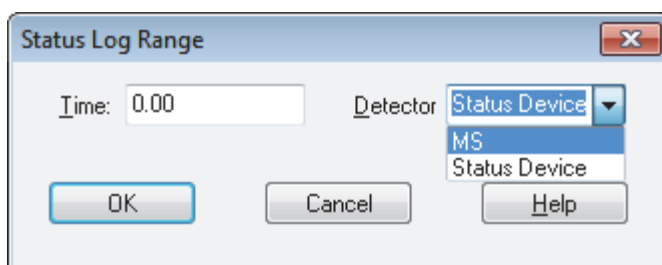 Status Log Range
Time: 0.00 Detector Status Device
MS
Status Device
OK Cancel Help